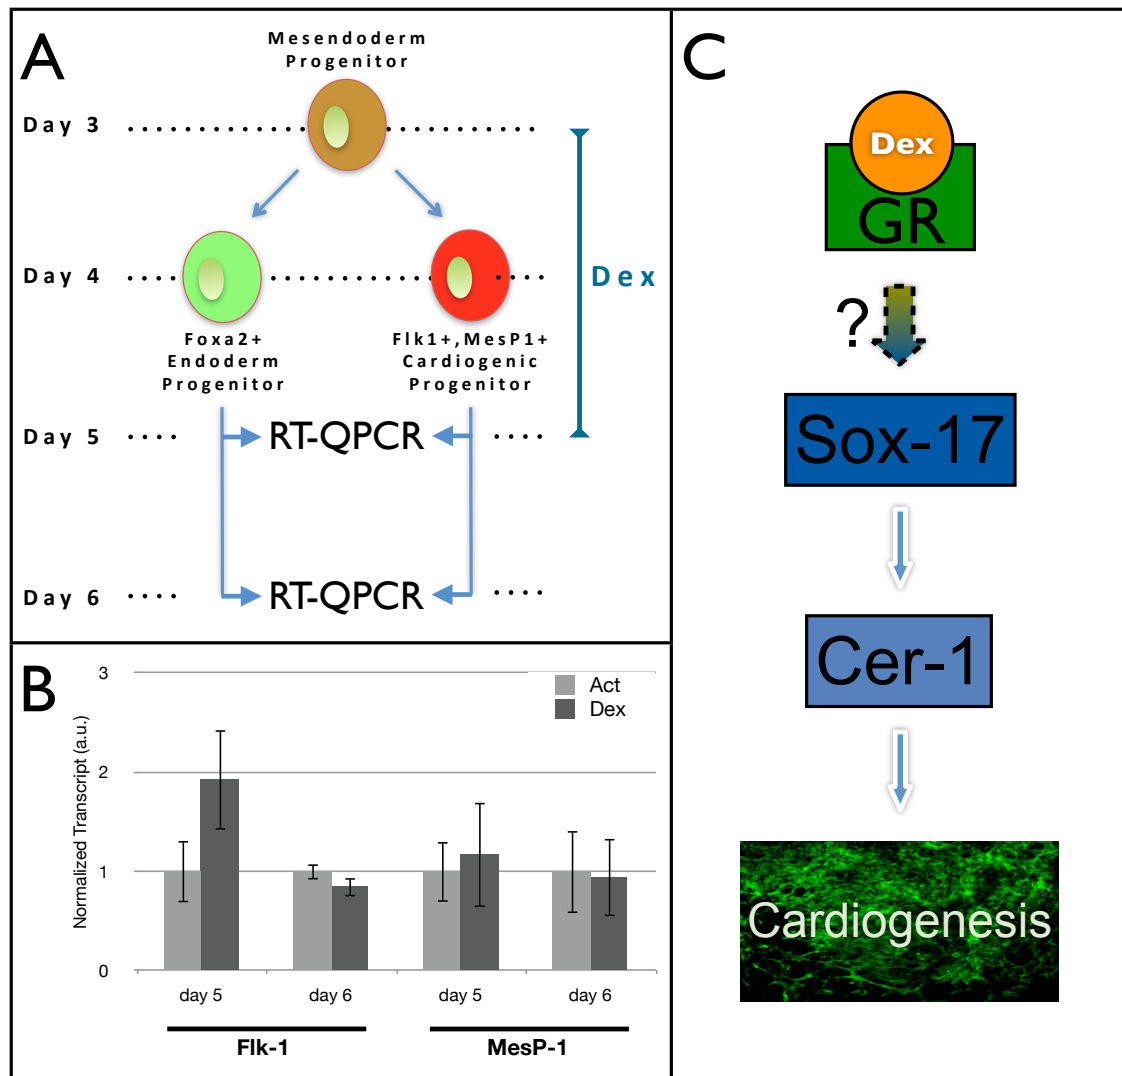 A
Mesendoderm
Progenitor
Day 3
Day 4
Dex
Foxa2+
Endoderm
Progenitor
Flk1+,MesP1+
Cardiogenic
Progenitor
Day 5
RT-QPCR
Day 6
RT-QPCR
B
Normalized Transcript (a.u.)
3
2
1
0
Act
Dex
day 5
day 6
day 5
day 6
Flk-1
MesP-1
C
Dex
GR
?
Sox-17
Cer-1
Cardiogenesis